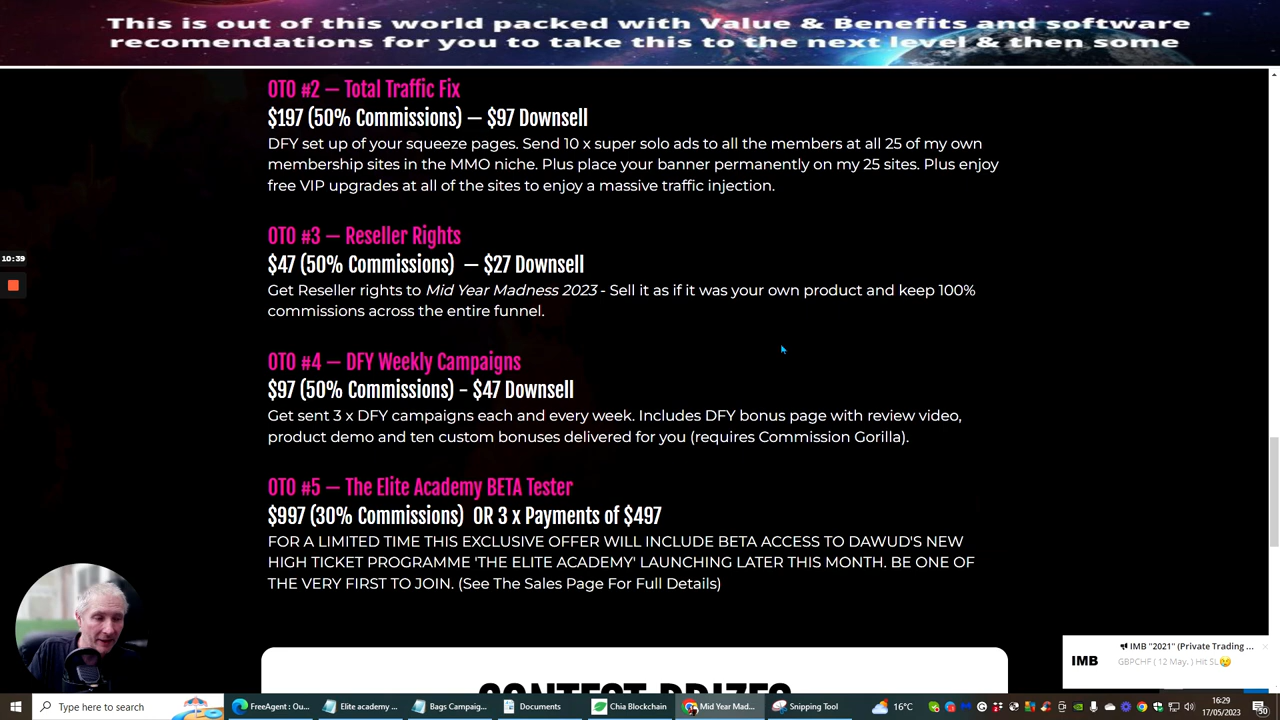 This is out of this world packed with Value & Benefits and software
recomendations for you to take this to the next level & then some
OTO #2 — Total Traffic Fix
$197 (50% Commissions) — $97 Downsell
DFY set up of your squeeze pages. Send 10 x super solo ads to all the members at all 25 of my own
membership sites in the MMO niche. Plus place your banner permanently on my 25 sites. Plus enjoy
free VIP upgrades at all of the sites to enjoy a massive traffic injection.
OTO #3 — Reseller Rights
10:39
$47 (50% Commissions) — $27 Downsell
Get Reseller rights to Mid Year Madness 2023 - Sell it as if it was your own product and keep 100%
commissions across the entire funnel.
OTO #4 — DFY Weekly Campaigns
$97 (50% Commissions) - $47 Downsell
Get sent 3 x DFY campaigns each and every week. Includes DFY bonus page with review video,
product demo and ten custom bonuses delivered for you (requires Commission Gorilla).
OTO #5 — The Elite Academy BETA Tester
$997 (30% Commissions) OR 3 x Payments of $497
FOR A LIMITED TIME THIS EXCLUSIVE OFFER WILL INCLUDE BETA ACCESS TO DAWUD'S NEW
HIGH TICKET PROGRAMME 'THE ELITE ACADEMY' LAUNCHING LATER THIS MONTH. BE ONE OF
THE VERY FIRST TO JOIN. (See The Sales Page For Full Details)
IMB "2021" (Private Trading ...
IMB
GBPCHF ( 12 May. ) Hit SL
CONTEST PRIZES
Type here to search
FreeAgent : Ou...
Elite academy ...
Bags Campaig...
Documents
Chia Blockchain
Mid Year Mad...
Snipping Tool
16°C
16:29
17/05/2023
50